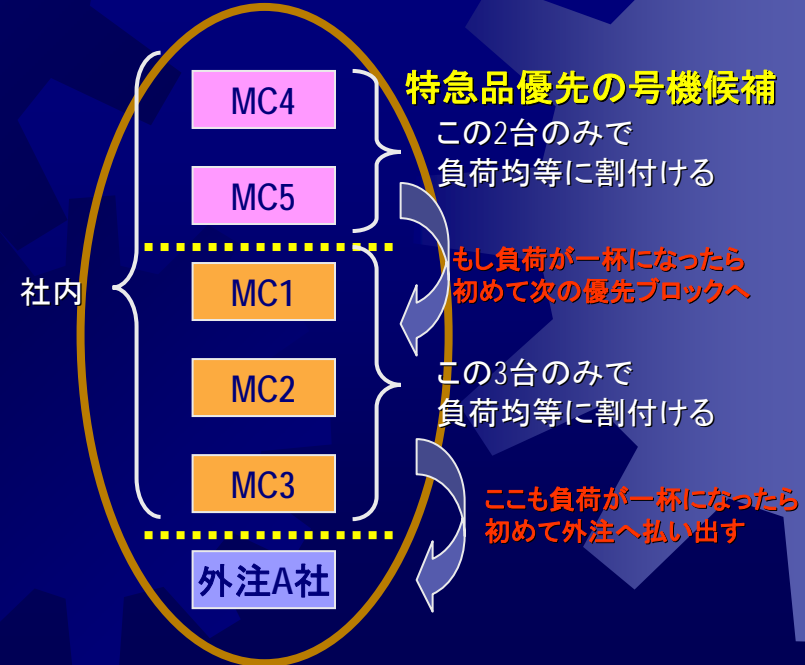 特急品優先の号機候補
MC4
この2台のみで
負荷均等に割付ける
MC5
もし負荷が一杯になったら
初めて次の優先ブロックへ
社内
MC1
MC2
この3台のみで
負荷均等に割付ける
MC3
ここも負荷が一杯になったら
初めて外注へ払い出す
外注A社